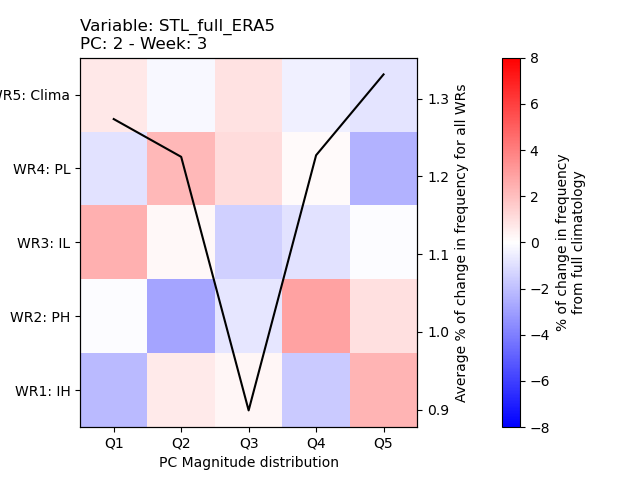 Variable: STL_full_ERA5
PC: 2 - Week: 3
WR5: Clima
WR4: PL
WR3: IL
WR2: PH
WR1: IH
Q1 Q2 Q3 Q4 Q5
PC Magnitude distribution
1.3
1.2
1.1
1.0
0.9
Average % of change in frequency for all WRs
8
6
4
2
0
−2
−4
−6
−8
% of change in frequency
from full climatology